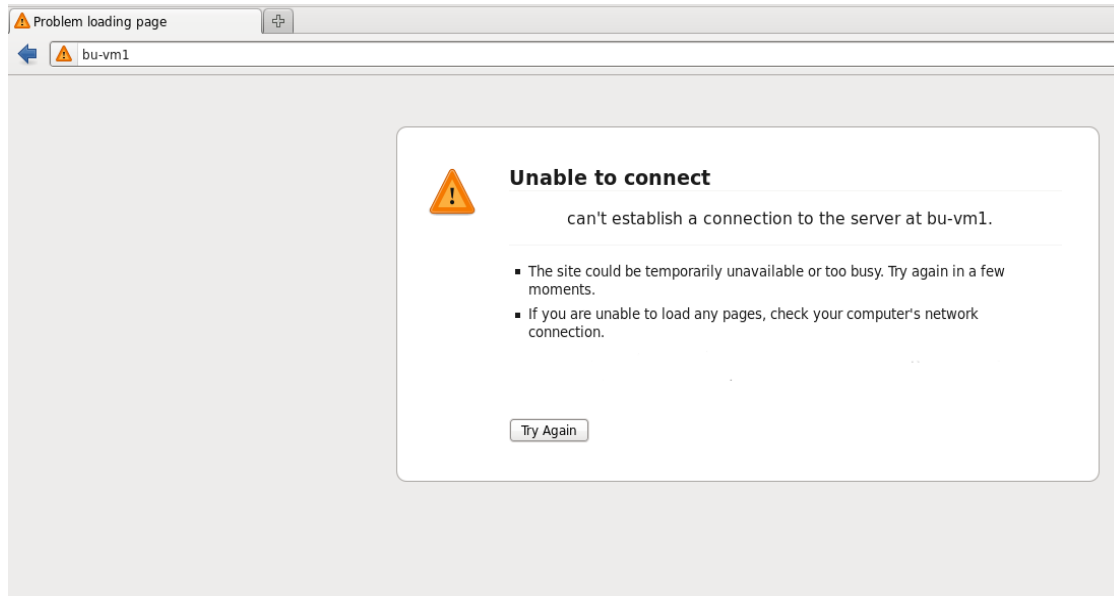 Problem loading page
bu-vm1
Unable to connect
can't establish a connection to the server at bu-vm1.
The site could be temporarily unavailable or too busy. Try again in a few
moments.
If you are unable to load any pages, check your computer's network
connection.
Try Again